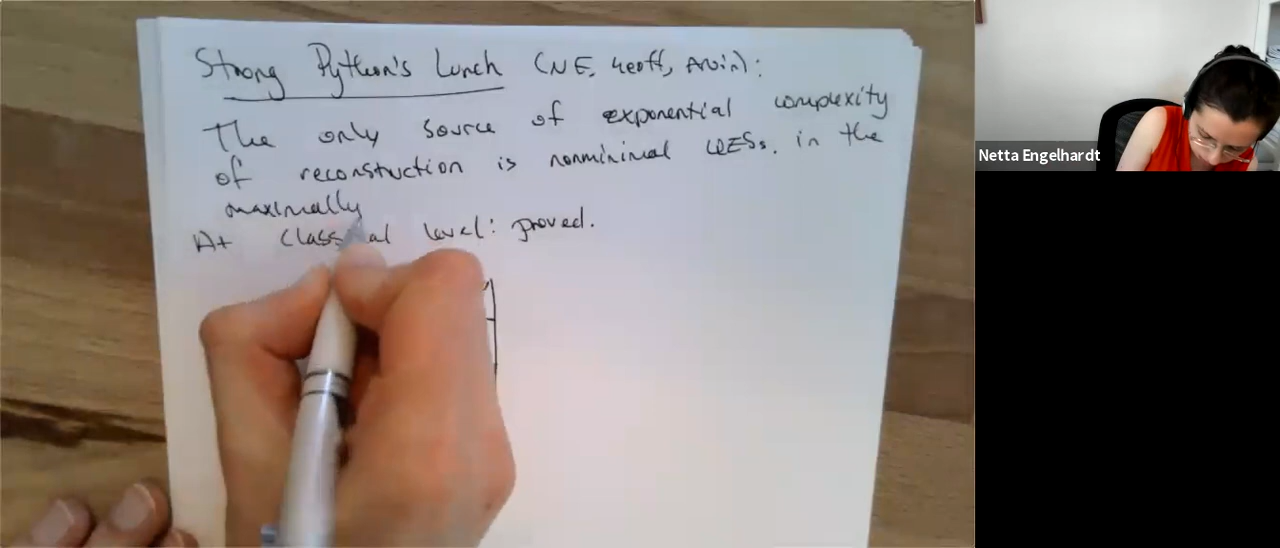 Strong Python's Lunch (NE, Geoff, Arvin):
The only source of exponential complexity
of reconstruction is nonminimal QESs. in the
maximally
At classical level: proved.
Netta Engelhardt